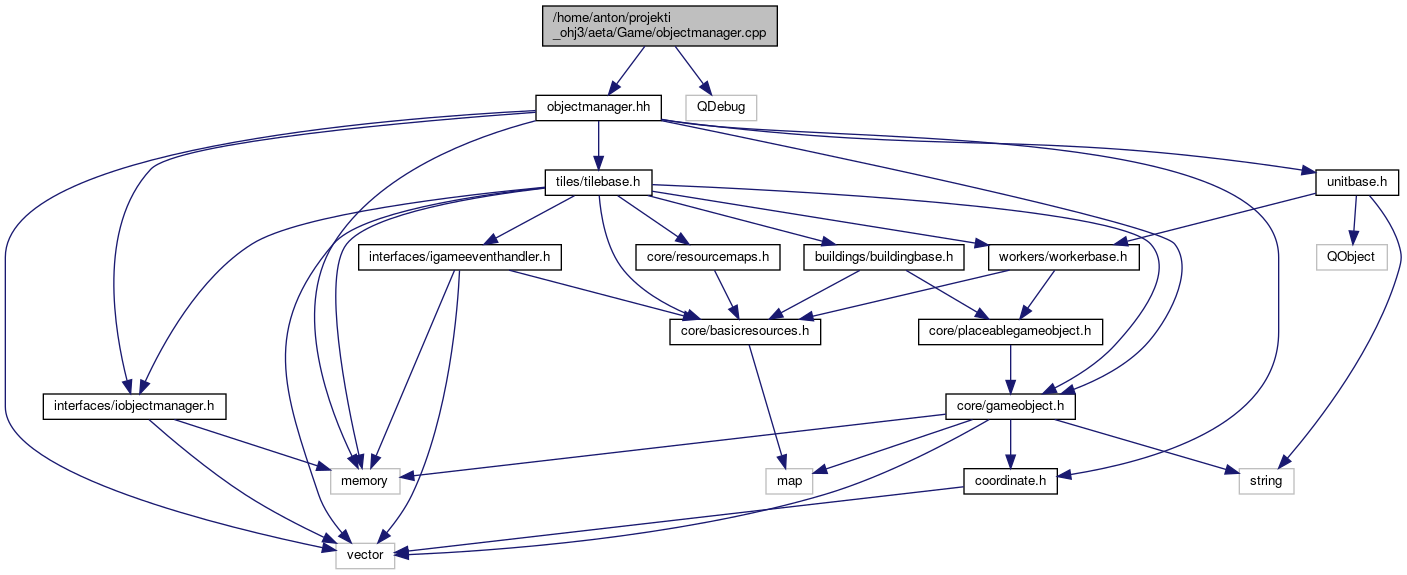 /home/anton/projekti
_ohj3/aeta/Game/objectmanager.cpp
objectmanager.hh
QDebug
tiles/tilebase.h
unitbase.h
interfaces/igameeventhandler.h
core/resourcemaps.h
buildings/buildingbase.h
workers/workerbase.h
QObject
core/basicresources.h
core/placeablegameobject.h
interfaces/iobjectmanager.h
core/gameobject.h
memory
map
coordinate.h
string
vector